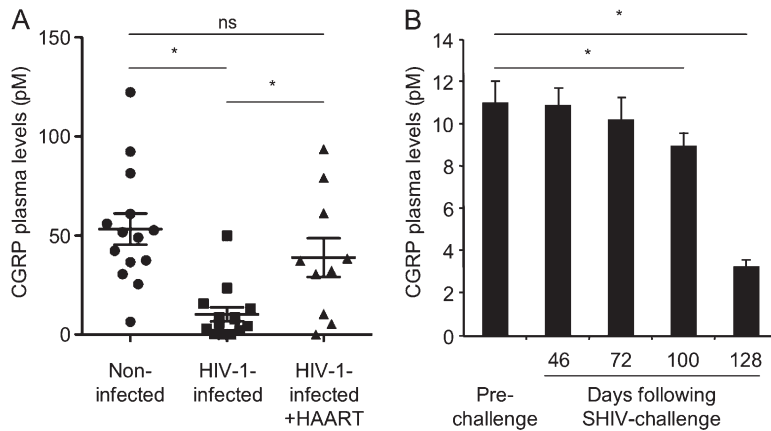 A
ns
*
*
150
100
50
0
CGRP plasma levels (pM)
Non-
infected
HIV-1-
infected
HIV-1-
infected
+HAART
B
*
*
14
12
10
8
6
4
2
0
CGRP plasma levels (pM)
46 72 100 128
Pre-
challenge
Days following
SHIV-challenge